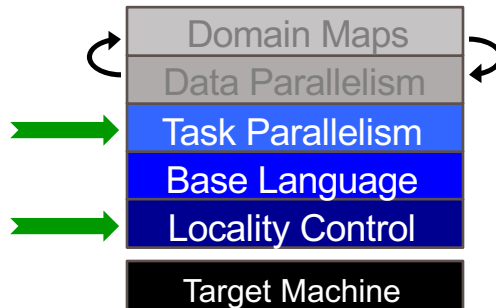 Domain Maps
Data Parallelism
Task Parallelism
Base Language
Locality Control
Target Machine